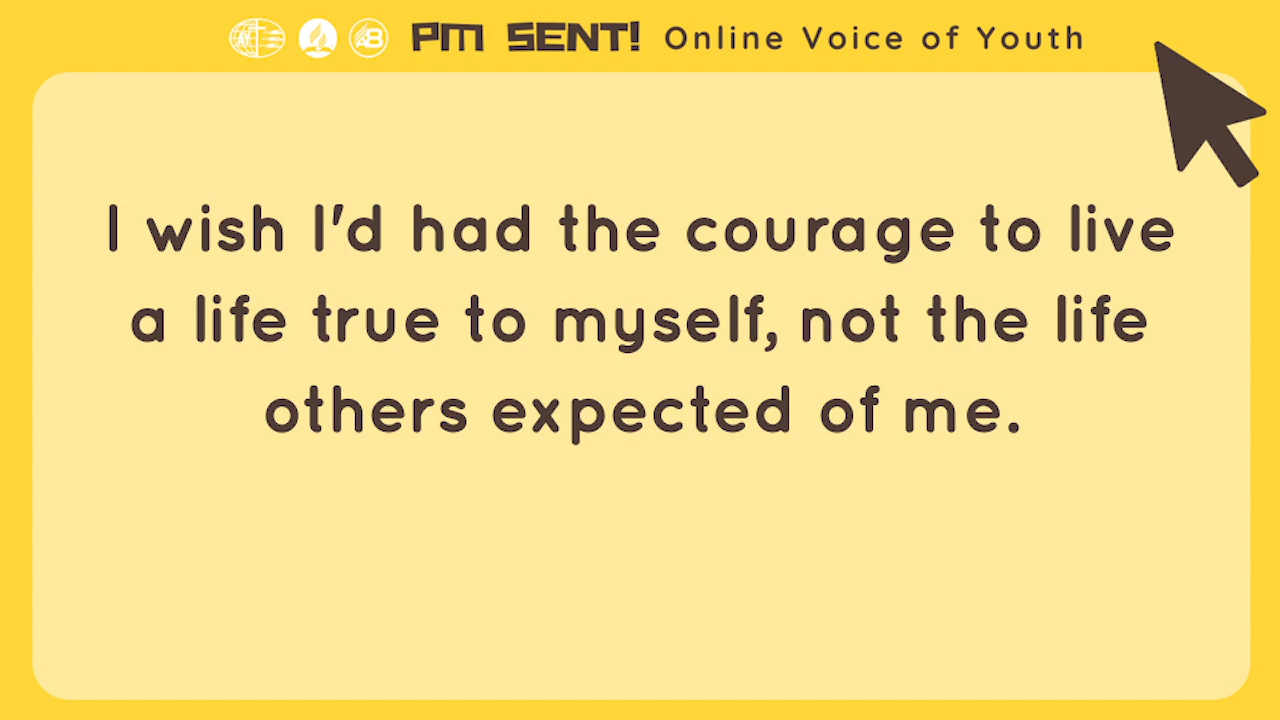 PM SENT! Online Voice of Youth
I wish I'd had the courage to live
a life true to myself, not the life
others expected of me.